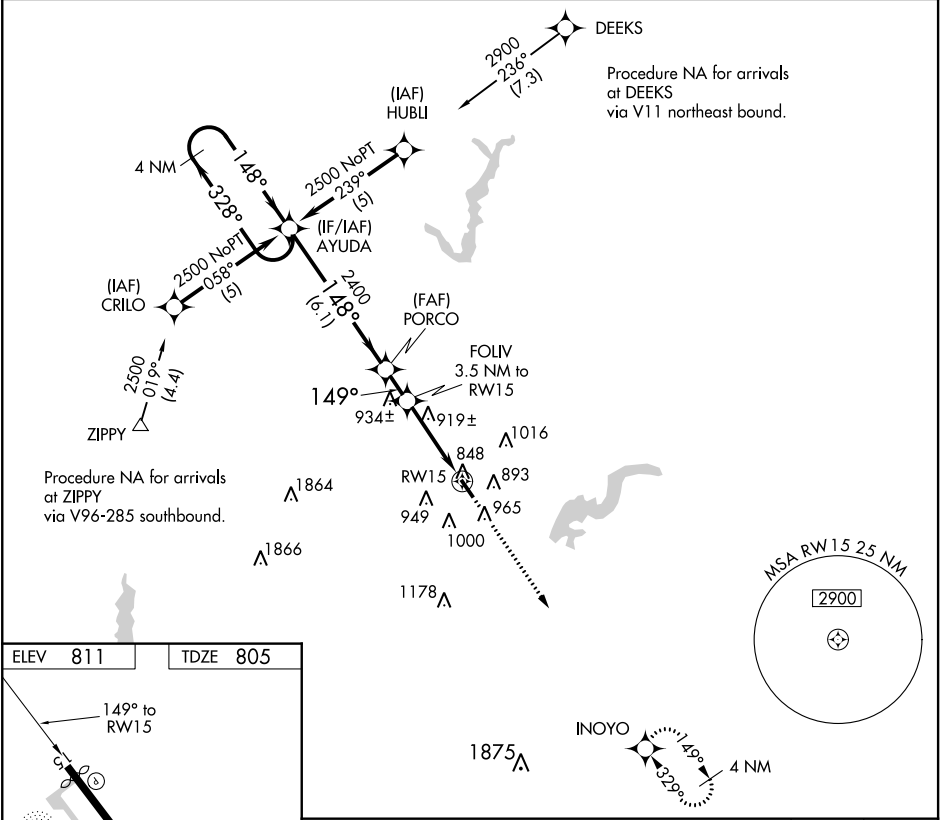 DEEKS
2900
236°
(7.3)
Procedure NA for arrivals
at DEEKS
via V11 northeast bound.
(IAF)
HUBLI
4 NM
148°
328°
2500 NoPT
239°
(5)
(IF/IAF)
AYUDA
2500 NoPT
058°
(5)
(IAF)
CRILO
2400
148°
(6.1)
(FAF)
PORCO
FOLIV
3.5 NM to
RW15
2500
019°
(4.4)
ZIPPY
149°
934±
919±
1016
848
RW15
893
Procedure NA for arrivals
at ZIPPY
via V96-285 southbound.
1864
949
965
1000
1866
1178
MSA RW15 25 NM
2900
ELEV 811
TDZE 805
149° to
RW15
15
P
INOYO
149°
329°
4 NM
1875